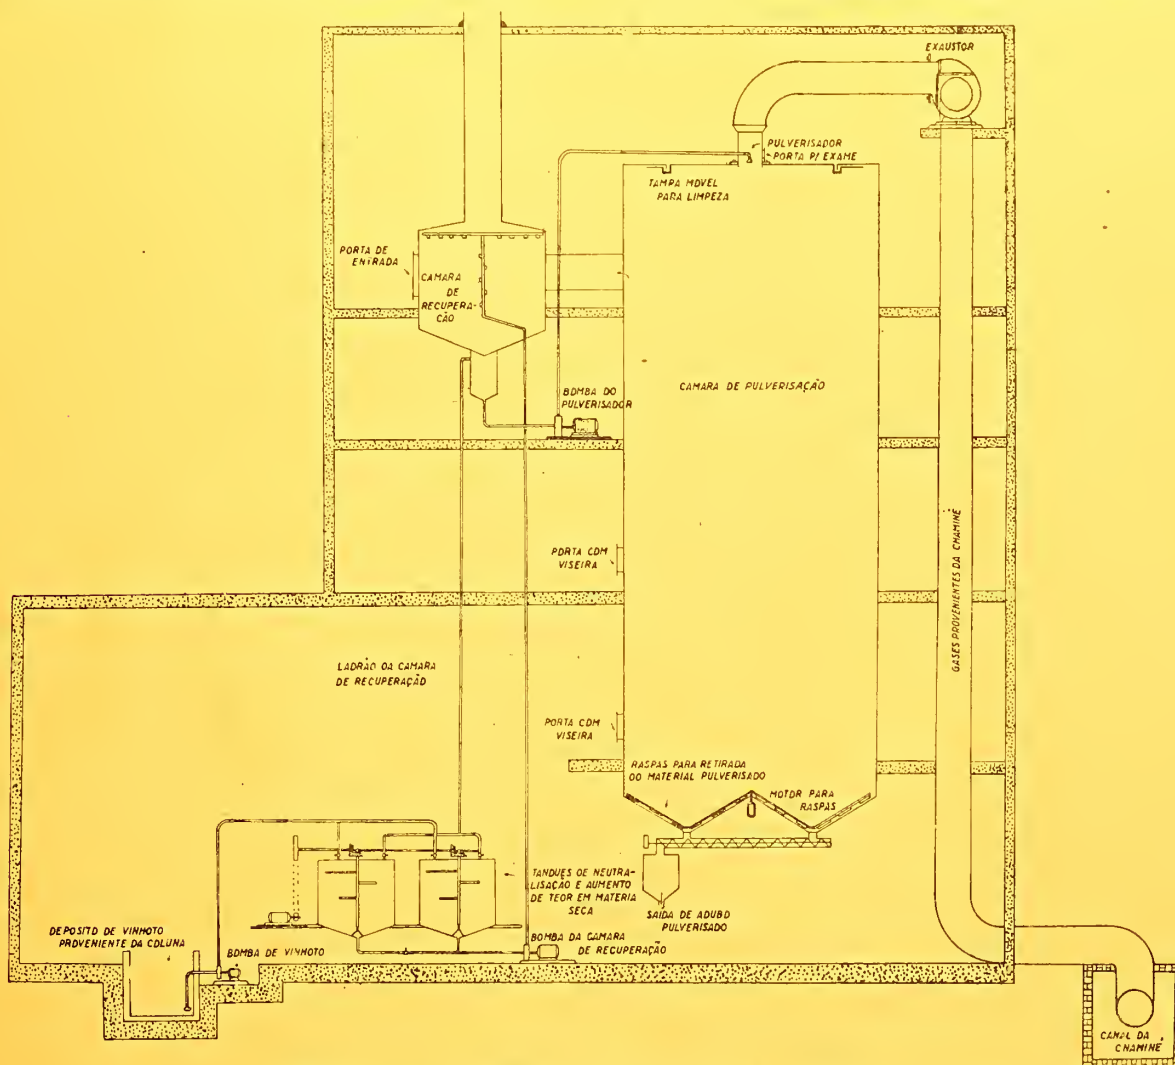 EXAUSTOR
PULVERISADOR
PORTA P/ EXAME
TAMPA MOVEL
PARA LIMPEZA
PORTA DE
ENTRADA
CAMARA
DE
RECUPERA-
CÃO
BOMBA DO
PULVERISADOR
CAMARA DE PULVERISAÇÃO
GASES PROVENIENTES DA CHAMINÉ
PORTA COM
VISEIRA
LADRÃO DA CAMARA
DE RECUPERAÇÃO
PORTA COM
VISEIRA
RASPAS PARA RETIRADA
DO MATERIAL PULVERISADO
MOTOR PARA
RASPAS
TANQUES DE NEUTRA-
LISAÇÃO E AUMENTO
DE TEOR EM MATERIA
SECA
SAÍDA DE ADUBO
PULVERISADO
DEPOSITO DE VINHOTO
PROVENIENTE DA COLUNA
BOMBA DE VINHOTO
BOMBA DA CAMARA
DE RECUPERAÇÃO
CANAL DA
CHAMINÉ